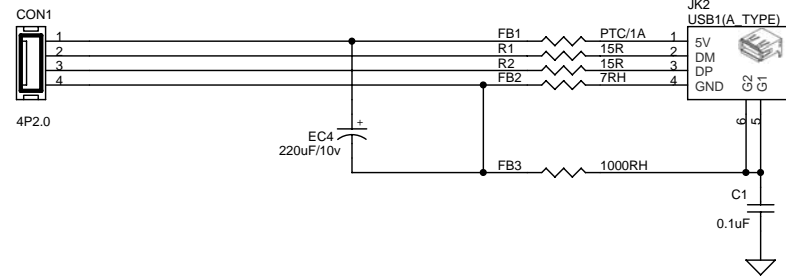 CON1
JK2
USB1(A_TYPE)
1 FB1 PTC/1A 1 5V
2 R1 15R 2 DM
3 R2 15R 3 DP
4 FB2 7RH 4 GND
G2 G1
4P2.0
6 5
+
EC4
220uF/10v
FB3 1000RH
C1
0.1uF